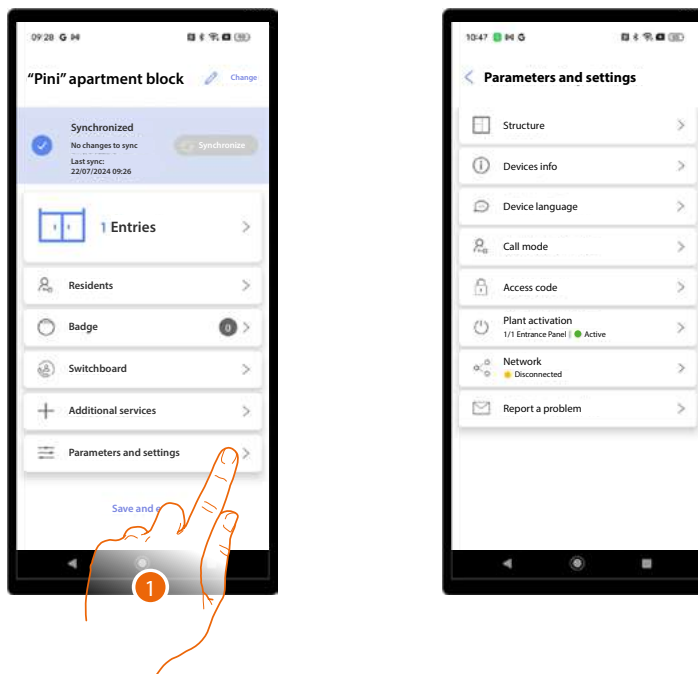 09:28
"Pini" apartment block
Change
Synchronized
No changes to sync
Last sync:
22/07/2024 09:26
Synchronize
1 Entries
Residents
Badge
0
Switchboard
Additional services
Parameters and settings
Save and
1
10:47
Parameters and settings
Structure
Devices info
Device language
Call mode
Access code
Plant activation
1/1 Entrance Panel | Active
Network
Disconnected
Report a problem